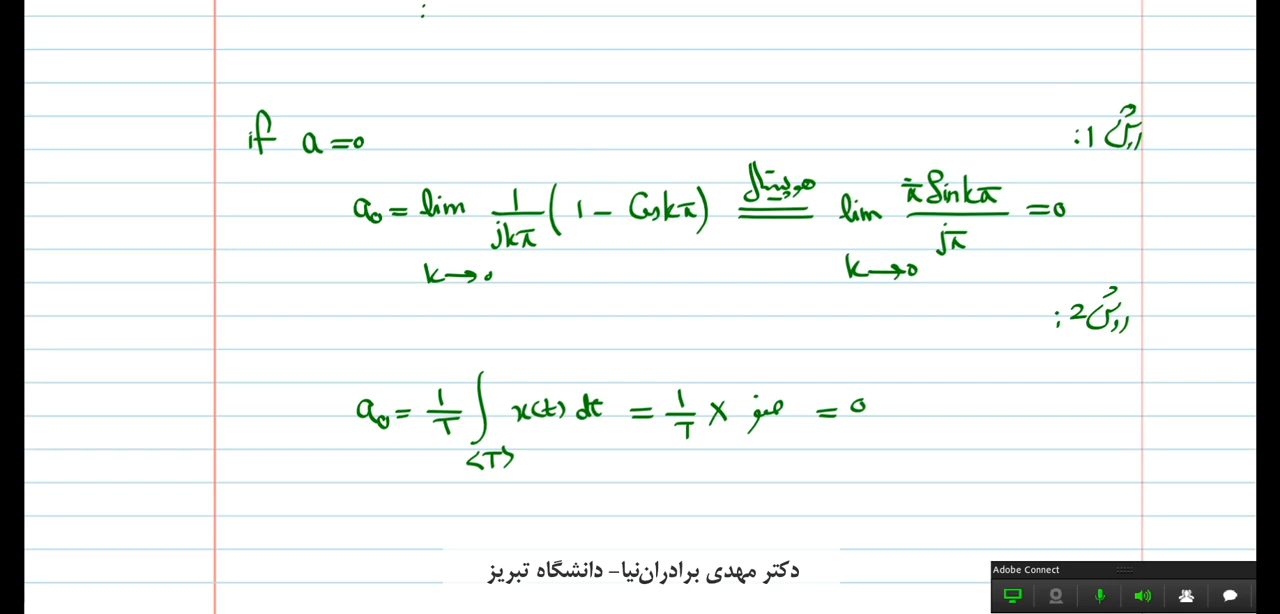 :
روش 1:
if a = 0
a₀ = lim 1/(jkπ) (1 - Cos kπ) هوپیتال = lim (π Sin kπ)/(jπ) = 0
k→0 k→0
روش 2:
a₀ = 1/T ∫ x(t) dt = 1/T × صفر = 0
<T>
دکتر مهدی برادران‌نیا- دانشگاه تبریز
Adobe Connect